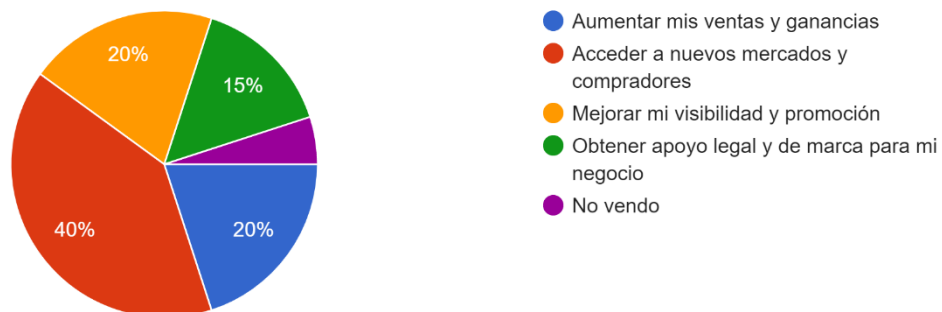 20%
15%
40%
20%
Aumentar mis ventas y ganancias
Acceder a nuevos mercados y
compradores
Mejorar mi visibilidad y promoción
Obtener apoyo legal y de marca para mi
negocio
No vendo